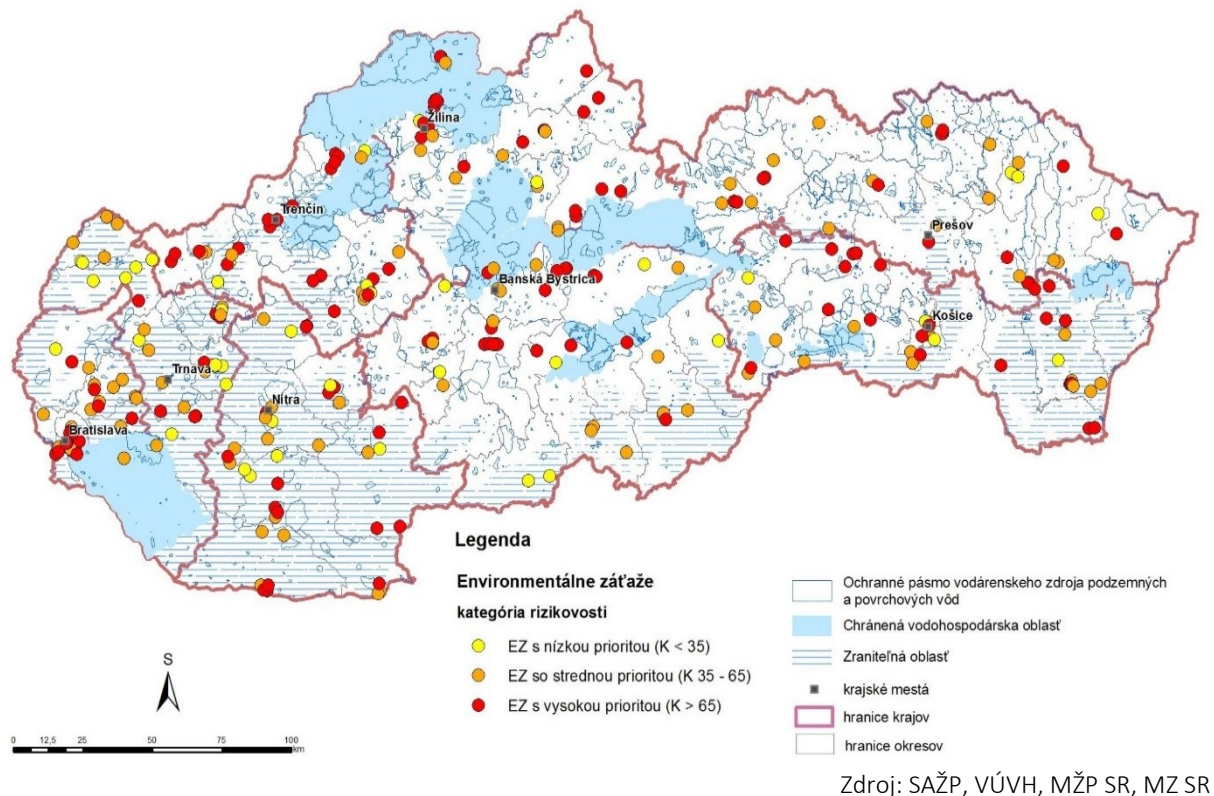 Žilina
Trenčín
Prešov
Banská Bystrica
Košice
Trnava
Nitra
Bratislava
Legenda
Environmentálne záťaže
kategória rizikovosti
EZ s nízkou prioritou (K < 35)
EZ so strednou prioritou (K 35 - 65)
EZ s vysokou prioritou (K > 65)
Ochranné pásmo vodárenskeho zdroja podzemných
a povrchových vôd
Chránená vodohospodárska oblasť
Zraniteľná oblasť
krajské mestá
hranice krajov
hranice okresov
S
0 12,5 25 50 75 100
km
Zdroj: SAŽP, VÚVH, MŽP SR, MZ SR